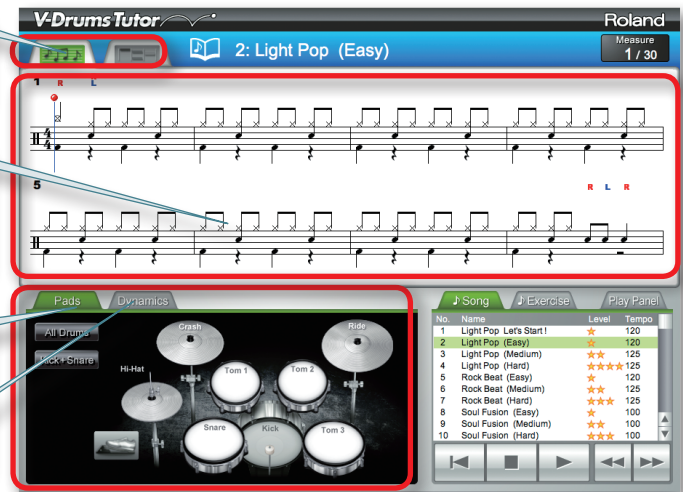 V-Drums Tutor
Roland
2: Light Pop (Easy)
Measure
1 / 30
1 R L
5 R L R
Pads Dynamics
All Drums
Kick+Snare
Crash
Ride
Hi-Hat
Tom 1
Tom 2
Snare
Kick
Tom 3
Song Exercise Play Panel
No. Name Level Tempo
1 Light Pop Let's Start ! 120
2 Light Pop (Easy) 120
3 Light Pop (Medium) 125
4 Light Pop (Hard) 125
5 Rock Beat (Easy) 120
6 Rock Beat (Medium) 125
7 Rock Beat (Hard) 125
8 Soul Fusion (Easy) 100
9 Soul Fusion (Medium) 100
10 Soul Fusion (Hard) 100